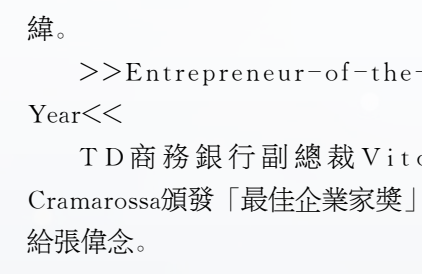 緯。
>>Entrepreneur-of-the-
Year<<
TD商務銀行副總裁Vito
Cramarossa頒發「最佳企業家獎」
給張偉念。